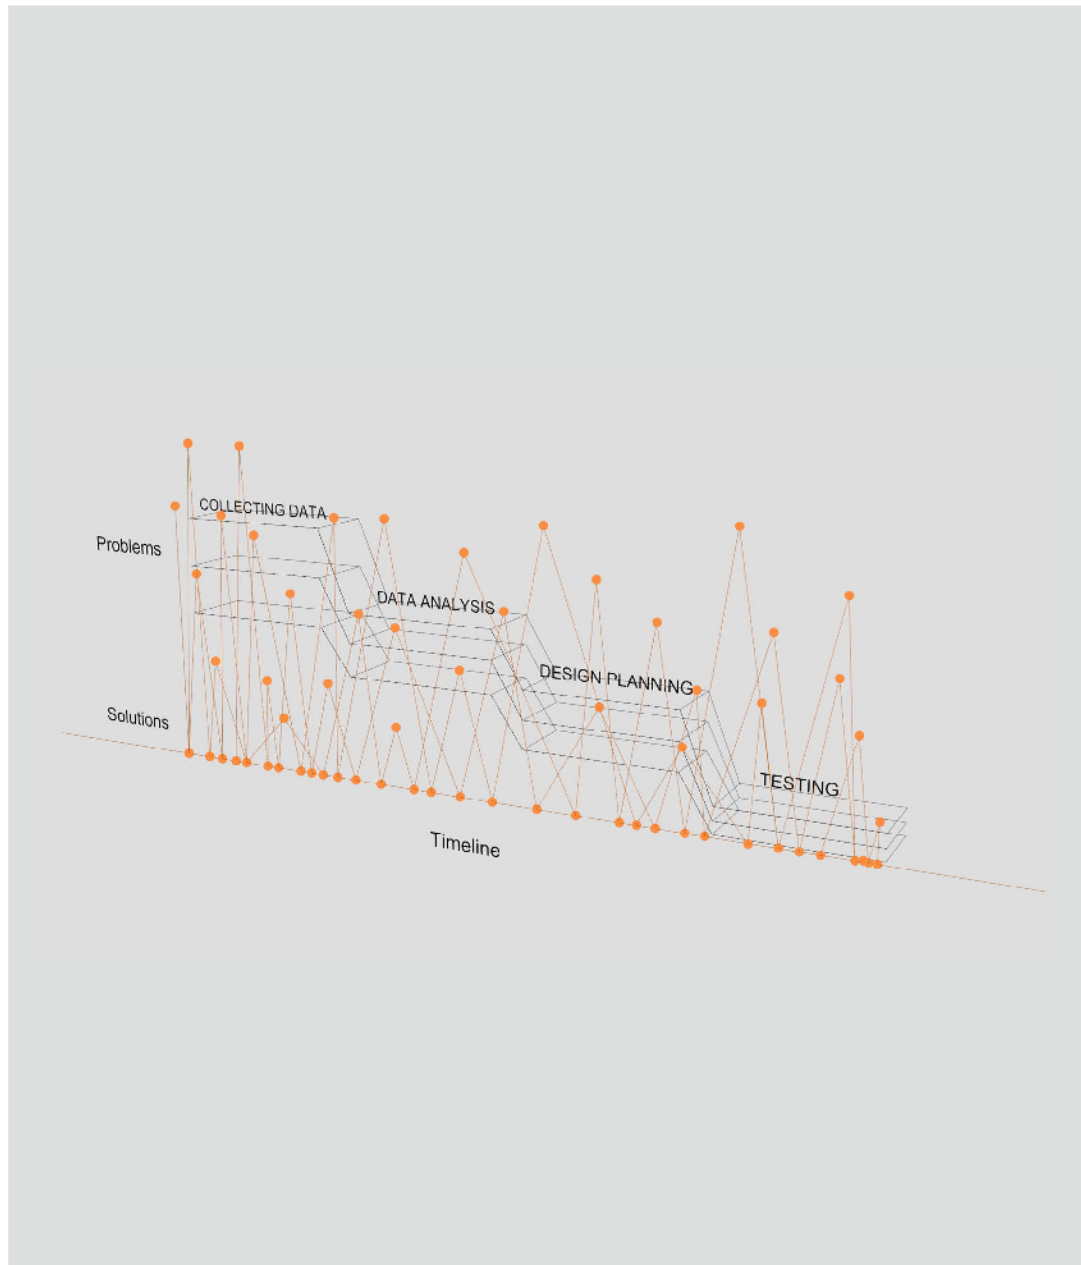 COLLECTING DATA
Problems
DATA ANALYSIS
DESIGN PLANNING
Solutions
TESTING
Timeline